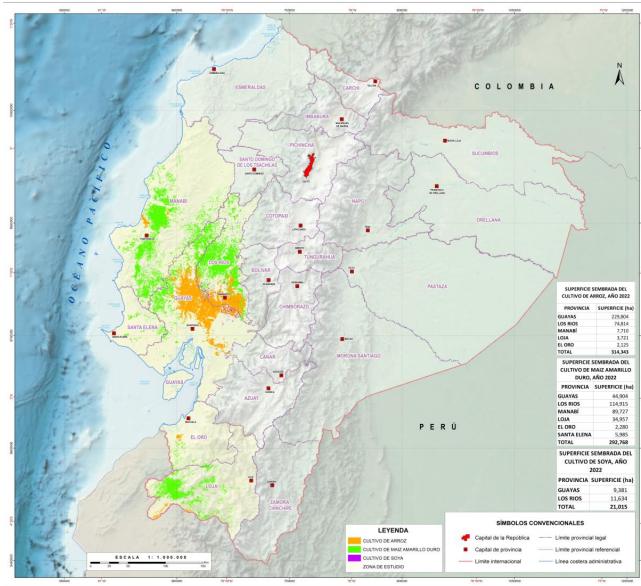 COLOMBIA
N
ESMERALDAS
CARCHI
IMBABURA
PICHINCHA
SUCUMBIOS
SANTO DOMINGO
DE LOS TSACHILAS
OCÉANO PACÍFICO
MANABÍ
NAPO
ORELLANA
COTOPAXI
LOS RIOS
TUNGURAHUA
BOLIVAR
PASTAZA
GUAYAS
CHIMBORAZO
SANTA ELENA
MORONA SANTIAGO
CAÑAR
GUAYAS
AZUAY
PERÚ
EL ORO
LOJA
ZAMORA
CHINCHIPE
SUPERFICIE SEMBRADA DEL
CULTIVO DE ARROZ, AÑO 2022
PROVINCIA SUPERFICIE (ha)
GUAYAS 225,804
LOS RIOS 74,814
MANABÍ 7,710
LOJA 3,721
EL ORO 2,125
TOTAL 314,343
SUPERFICIE SEMBRADA DEL
CULTIVO DE MAIZ AMARILLO
DURO, AÑO 2022
PROVINCIA SUPERFICIE (ha)
GUAYAS 44,904
LOS RIOS 114,915
MANABÍ 89,727
LOJA 34,957
EL ORO 2,280
SANTA ELENA 5,985
TOTAL 292,768
SUPERFICIE SEMBRADA DEL
CULTIVO DE SOYA, AÑO
2022
PROVINCIA SUPERFICIE (ha)
GUAYAS 9,381
LOS RIOS 11,634
TOTAL 21,015
ESCALA 1: 1.000.000
LEYENDA
CULTIVO DE ARROZ
CULTIVO DE MAIZ AMARILLO DURO
CULTIVO DE SOYA
ZONA DE ESTUDIO
SÍMBOLOS CONVENCIONALES
Capital de la República
Capital de provincia
Límite internacional
Límite provincial legal
Límite provincial referencial
Línea costera administrativa